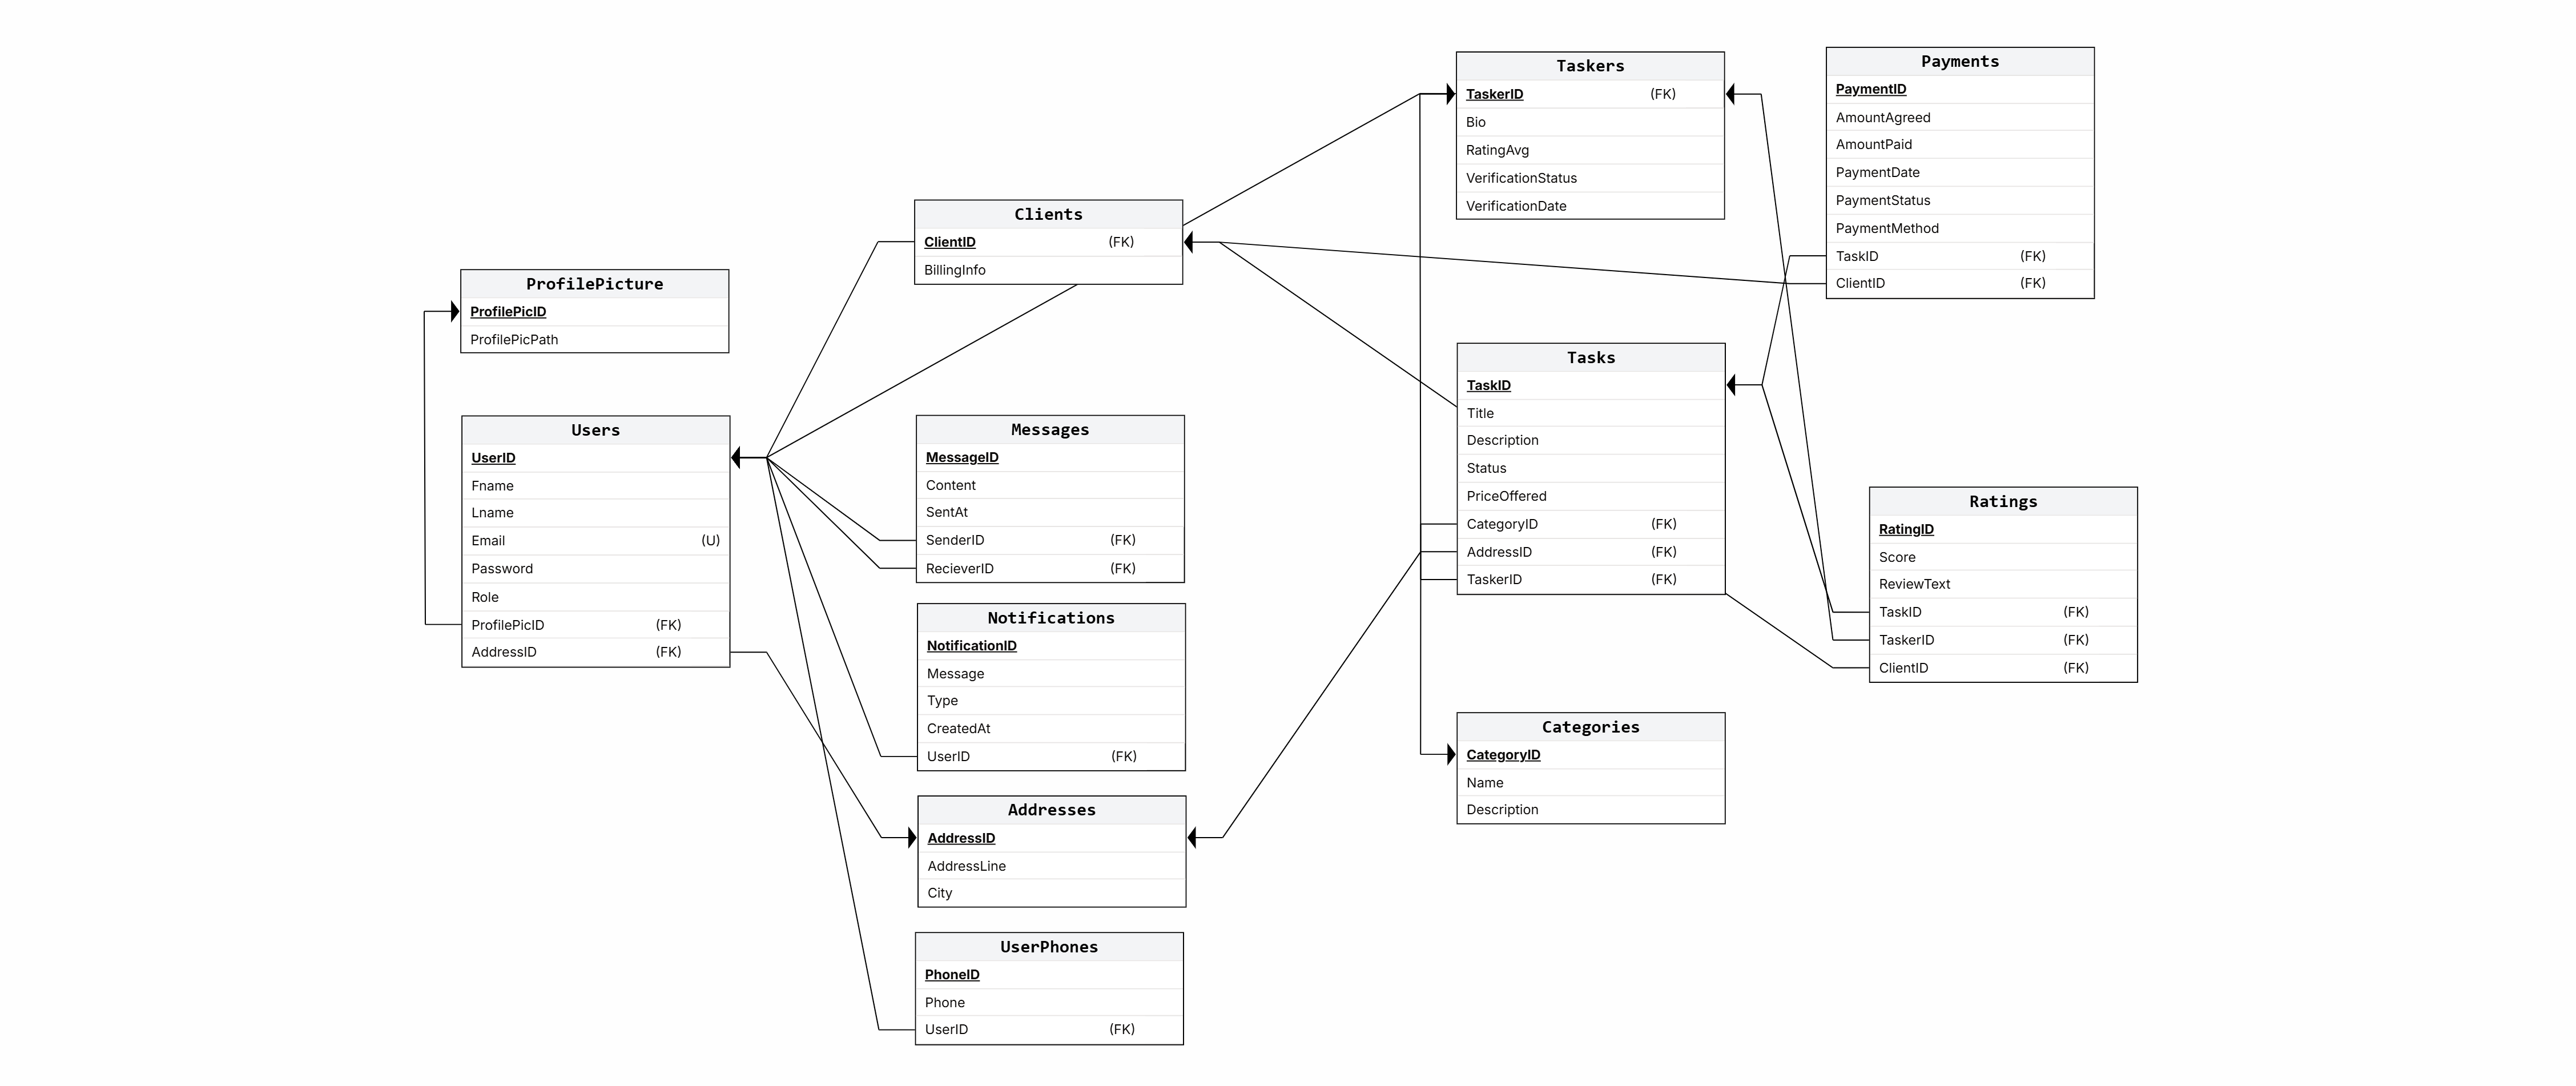 Taskers
TaskerID (FK)
Bio
RatingAvg
VerificationStatus
VerificationDate
Payments
PaymentID
AmountAgreed
AmountPaid
PaymentDate
PaymentStatus
PaymentMethod
TaskID (FK)
ClientID (FK)
Clients
ClientID (FK)
BillingInfo
ProfilePicture
ProfilePicID
ProfilePicPath
Users
UserID
Fname
Lname
Email (U)
Password
Role
ProfilePicID (FK)
AddressID (FK)
Messages
MessageID
Content
SentAt
SenderID (FK)
RecieverID (FK)
Tasks
TaskID
Title
Description
Status
PriceOffered
CategoryID (FK)
AddressID (FK)
TaskerID (FK)
Ratings
RatingID
Score
ReviewText
TaskID (FK)
TaskerID (FK)
ClientID (FK)
Notifications
NotificationID
Message
Type
CreatedAt
UserID (FK)
Categories
CategoryID
Name
Description
Addresses
AddressID
AddressLine
City
UserPhones
PhoneID
Phone
UserID (FK)